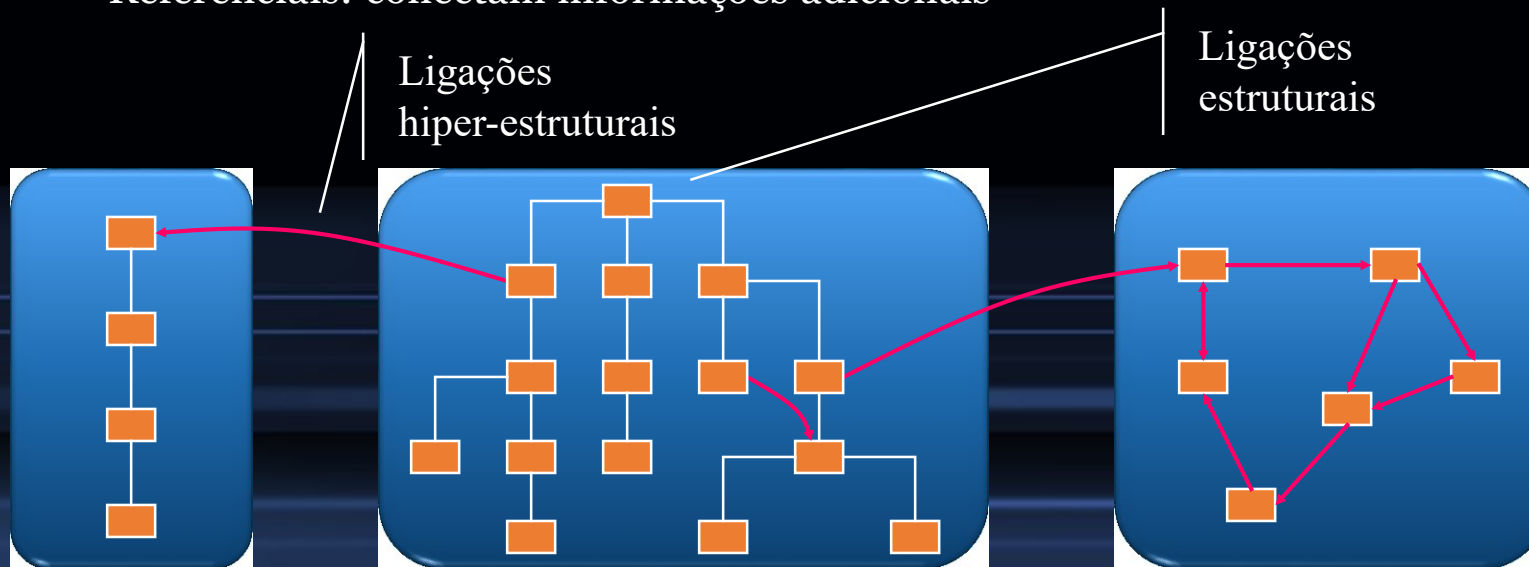 Referenciais: conectam informações adicionais
Ligações
hiper-estruturais
Ligações
estruturais